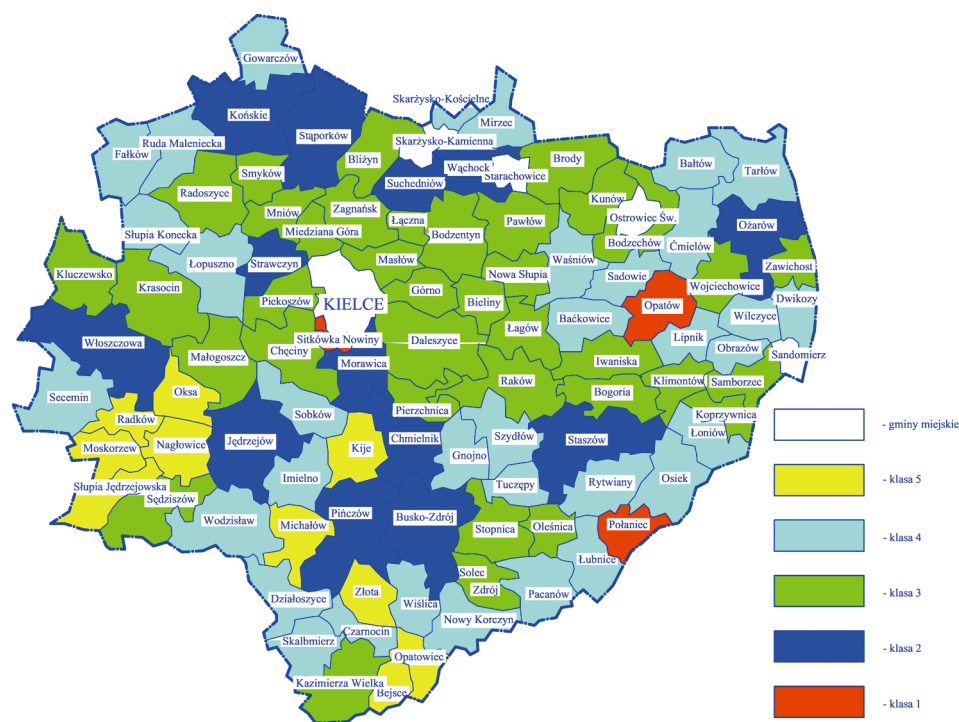 Gowarczów
Skarżysko-Kościelne
Końskie
Mirzec
Stąporków
Skarżysko-Kamienna
Ruda Maleniecka
Fałków
Bliżyn
Brody
Bałtów
Wąchock
Tarłów
Smyków
Starachowice
Suchedniów
Radoszyce
Kunów
Zagnańsk
Mniów
Łączna
Pawłów
Ostrowiec Św.
Ożarów
Słupia Konecka
Miedziana Góra
Bodzentyn
Bodzechów
Ćmielów
Łopuszno
Strawczyn
Masłów
Waśniów
Zawichost
Kluczewsko
Nowa Słupia
Sadowie
Krasocin
Piekoszów
Górno
Bieliny
Wojciechowice
KIELCE
Opatów
Dwikozy
Baćkowice
Wilczyce
Łagów
Włoszczowa
Sitkówka Nowiny
Daleszyce
Lipnik
Chęciny
Obrazów
Małogoszcz
Morawica
Iwaniska
Sandomierz
Raków
Klimontów
Samborzec
Oksa
Bogoria
Secemin
Sobków
Pierzchnica
Koprzywnica
Radków
Łoniów
- gminy miejskie
Szydłów
Jędrzejów
Chmielnik
Staszów
Nagłowice
Kije
Moskorzew
Gnojno
Imielno
Rytwiany
Osiek
- klasa 5
Słupia Jędrzejowska
Tuczępy
Sędziszów
Pińczów
Busko-Zdrój
Wodzisław
Michałów
Stopnica
Oleśnica
Połaniec
- klasa 4
Łubnice
Solec
Zdrój
Złota
Pacanów
- klasa 3
Działoszyce
Wiślica
Nowy Korczyn
Czarnocin
Skalbmierz
- klasa 2
Opatowiec
Kazimierza Wielka
Bejsce
- klasa 1